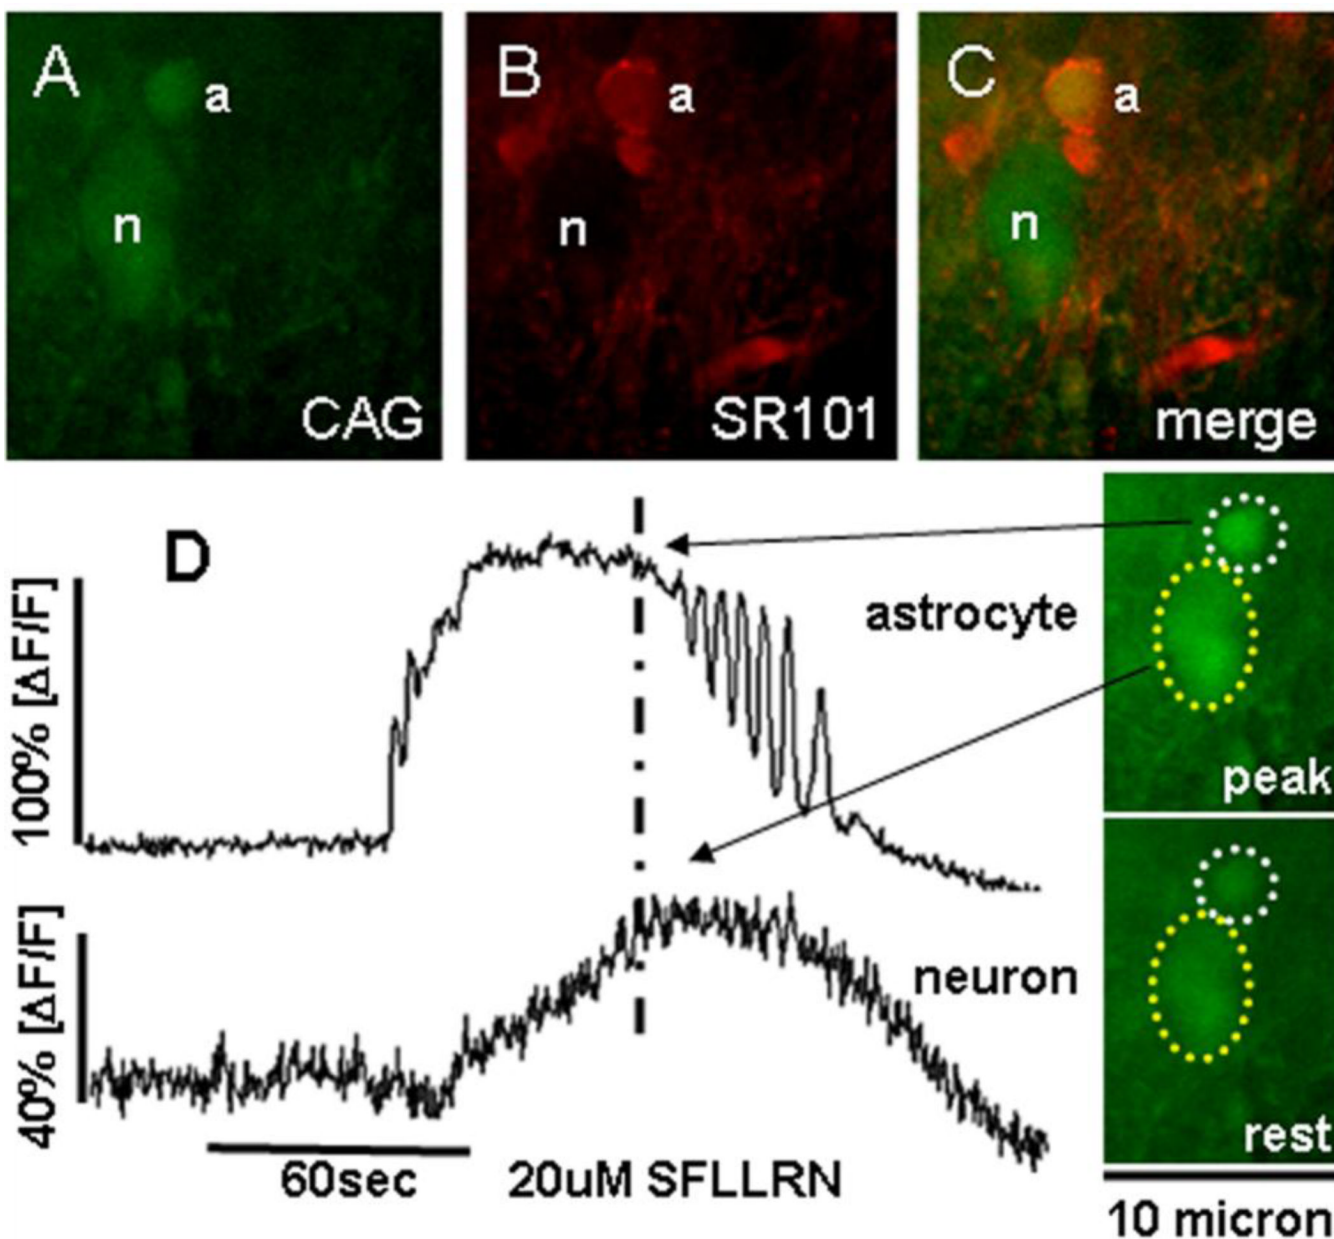 A
a
n
CAG
B
a
n
SR101
C
a
n
merge
D
100% [ΔF/F]
astrocyte
peak
40% [ΔF/F]
neuron
rest
60sec
20uM SFLLRN
10 micron